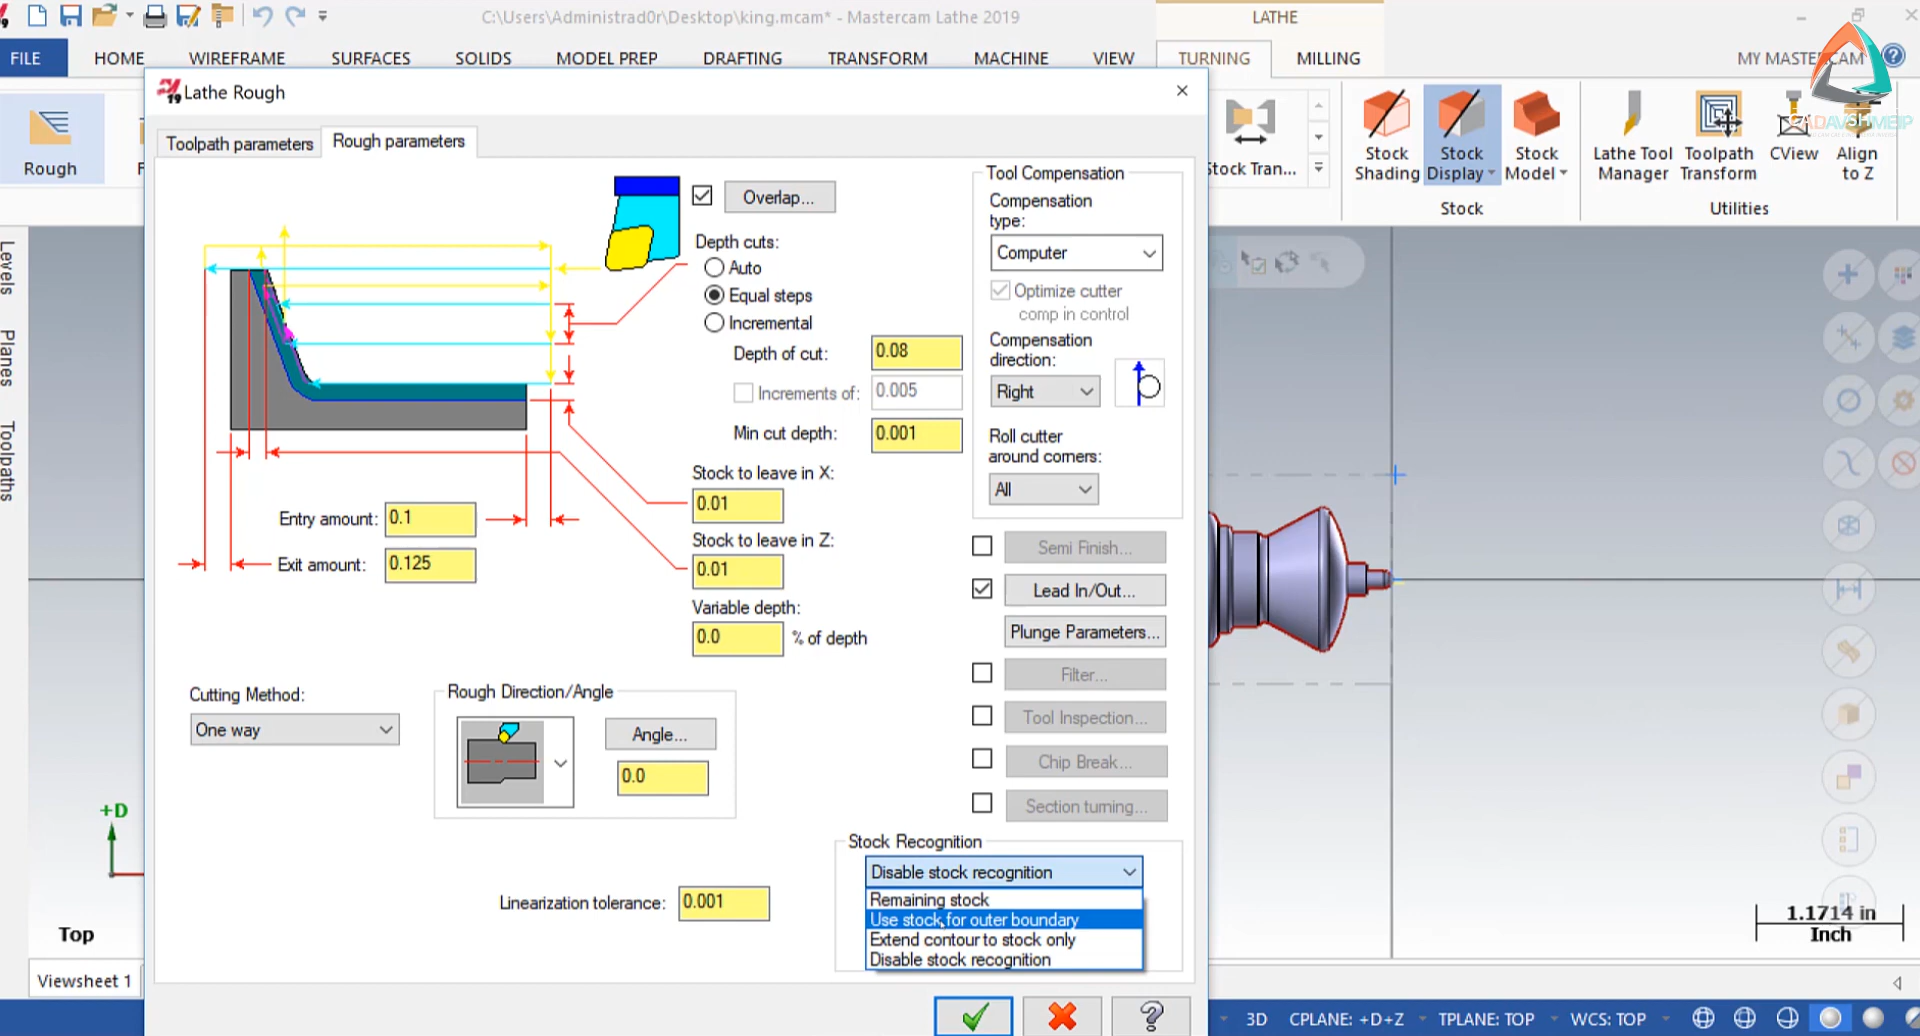 C:\Users\Administrad0r\Desktop\king.mcam* - Mastercam Lathe 2019
LATHE
FILE HOME WIREFRAME SURFACES SOLIDS MODEL PREP DRAFTING TRANSFORM MACHINE VIEW TURNING MILLING
MY MASTERCAM
Rough
F
Stock Tran...
Stock Shading
Stock Display
Stock Model
Lathe Tool Manager
Toolpath Transform
CView
Align to Z
Stock
Utilities
Levels
Planes
Toolpaths
19 Lathe Rough
Toolpath parameters
Rough parameters
Overlap...
Depth cuts:
Auto
Equal steps
Incremental
Depth of cut: 0.08
Increments of: 0.005
Min cut depth: 0.001
Stock to leave in X:
0.01
Stock to leave in Z:
0.01
Variable depth:
0.0 % of depth
Entry amount: 0.1
Exit amount: 0.125
Cutting Method:
One way
Rough Direction/Angle
Angle...
0.0
Linearization tolerance: 0.001
Tool Compensation
Compensation
type:
Computer
Optimize cutter
comp in control
Compensation
direction:
Right
Roll cutter
around corners:
All
Semi Finish...
Lead In/Out...
Plunge Parameters...
Filter...
Tool Inspection...
Chip Break...
Section turning...
Stock Recognition
Disable stock recognition
Remaining stock
Use stock for outer boundary
Extend contour to stock only
Disable stock recognition
+D
Top
Viewsheet 1
1.1714 in
Inch
3D CPLANE: +D+Z TPLANE: TOP WCS: TOP